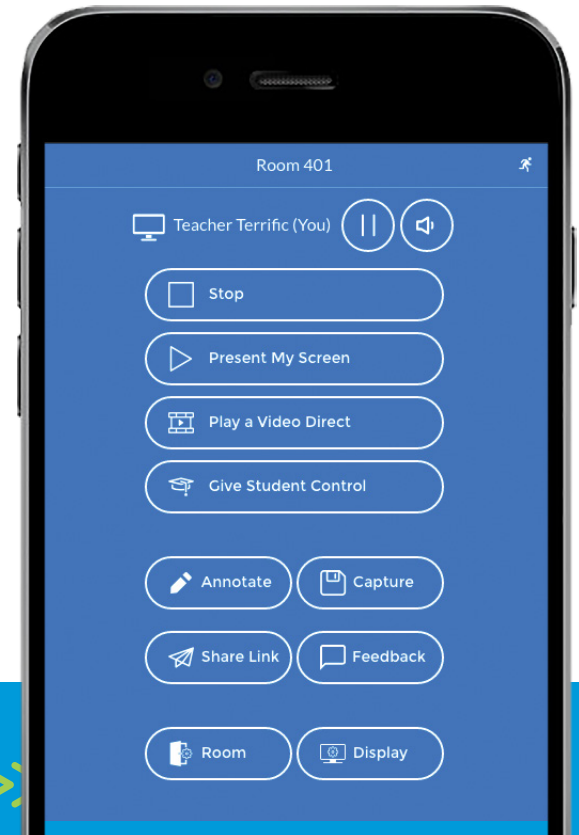 Room 401
Teacher Terrific (You)
Stop
Present My Screen
Play a Video Direct
Give Student Control
Annotate Capture
Share Link Feedback
Room Display